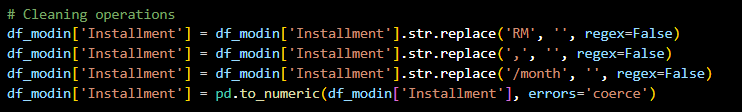 # Cleaning operations
df_modin['Installment'] = df_modin['Installment'].str.replace('RM', '', regex=False)
df_modin['Installment'] = df_modin['Installment'].str.replace(',', '', regex=False)
df_modin['Installment'] = df_modin['Installment'].str.replace('/month', '', regex=False)
df_modin['Installment'] = pd.to_numeric(df_modin['Installment'], errors='coerce')